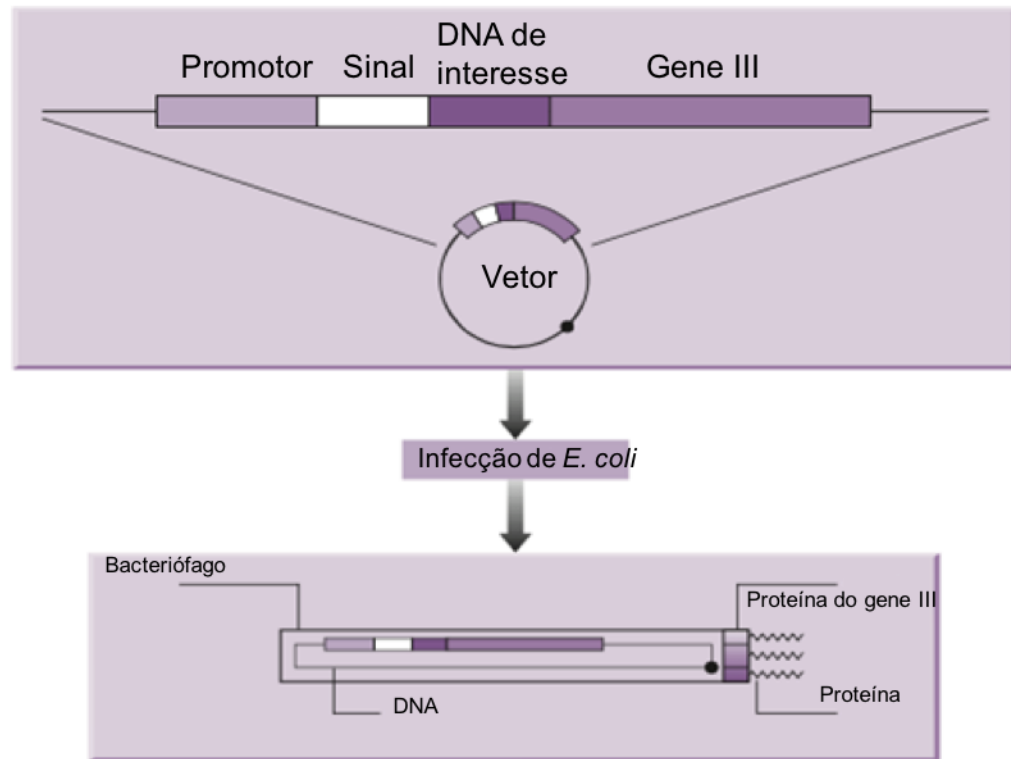 Promotor
Sinal
DNA de
interesse
Gene III
Vetor
Infecção de E. coli
Bacteriófago
Proteína do gene III
DNA
Proteína